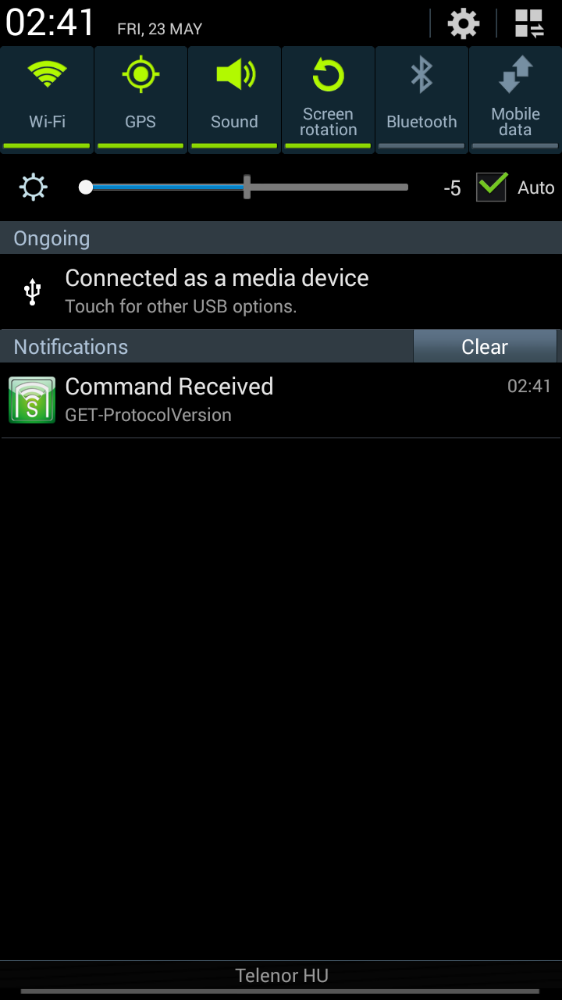 02:41 FRI, 23 MAY
Wi-Fi GPS Sound Screen rotation Bluetooth Mobile data
-5 Auto
Ongoing
Connected as a media device
Touch for other USB options.
Notifications Clear
Command Received 02:41
S GET-ProtocolVersion
Telenor HU